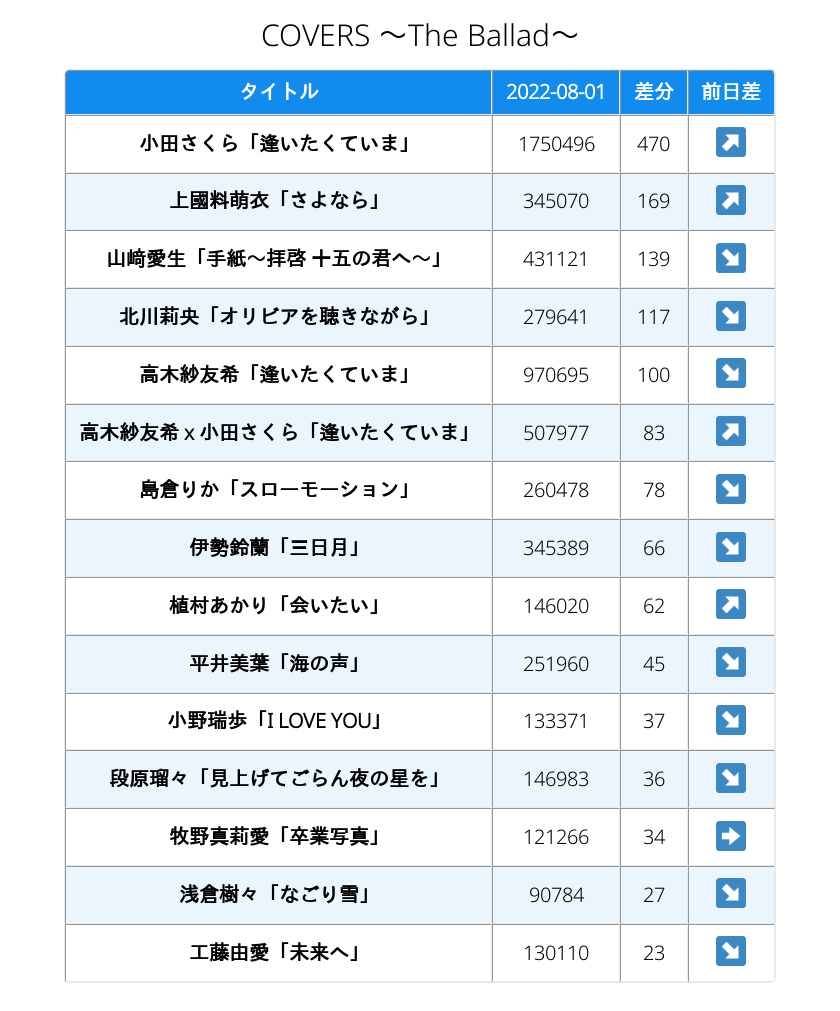 COVERS ～The Ballad～
タイトル 2022-08-01 差分 前日差
小田さくら「逢いたくていま」 1750496 470 ↗
上國料萌衣「さよなら」 345070 169 ↗
山﨑愛生「手紙～拝啓 十五の君へ～」 431121 139 ↘
北川莉央「オリビアを聴きながら」 279641 117 ↘
高木紗友希「逢いたくていま」 970695 100 ↘
高木紗友希 x 小田さくら「逢いたくていま」 507977 83 ↗
島倉りか「スローモーション」 260478 78 ↘
伊勢鈴蘭「三日月」 345389 66 ↘
植村あかり「会いたい」 146020 62 ↗
平井美葉「海の声」 251960 45 ↘
小野瑞歩「I LOVE YOU」 133371 37 ↘
段原瑠々「見上げてごらん夜の星を」 146983 36 ↘
牧野真莉愛「卒業写真」 121266 34 ➡
浅倉樹々「なごり雪」 90784 27 ↘
工藤由愛「未来へ」 130110 23 ↘